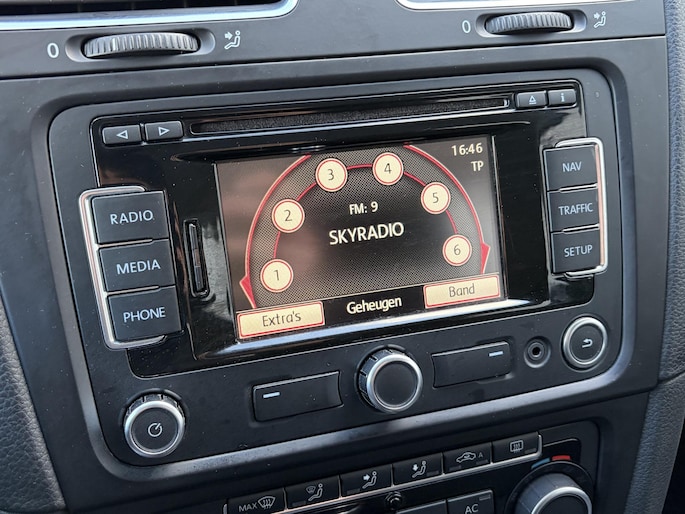 0
0
16:46
TP
1
2
3
4
5
6
FM: 9
SKYRADIO
Extra's
Geheugen
Band
RADIO
MEDIA
PHONE
NAV
TRAFFIC
SETUP
i
MAX
A
AC